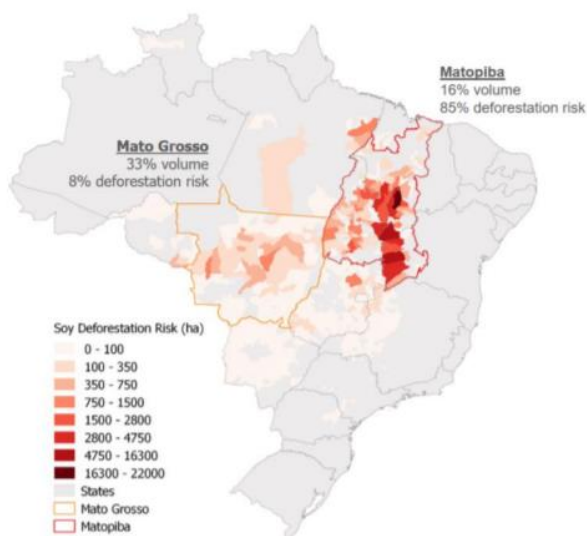 Matopiba
16% volume
85% deforestation risk
Mato Grosso
33% volume
8% deforestation risk
Soy Deforestation Risk (ha)
0 - 100
100 - 350
350 - 750
750 - 1500
1500 - 2800
2800 - 4750
4750 - 16300
16300 - 22000
States
Mato Grosso
Matopiba